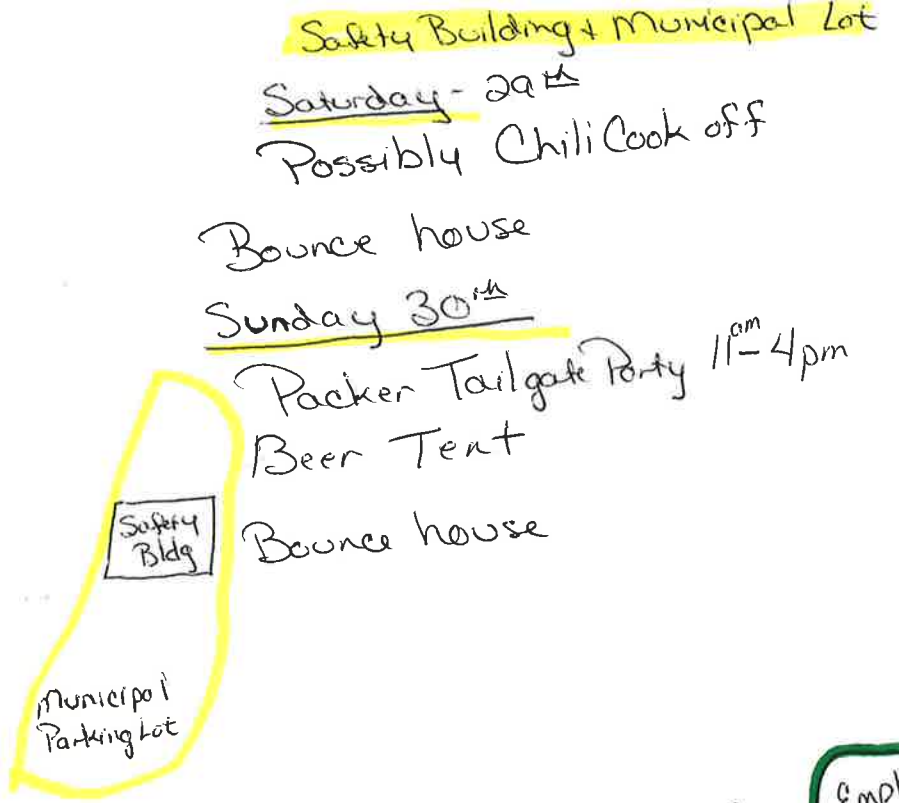 Safety Building & Municipal Lot
Saturday - 29th
Possibly Chili Cook off
Bounce house
Sunday 30th
Packer Tailgate Party 11am - 4pm
Beer Tent
Bounce house
Safety
Bldg
Municipal
Parking Lot